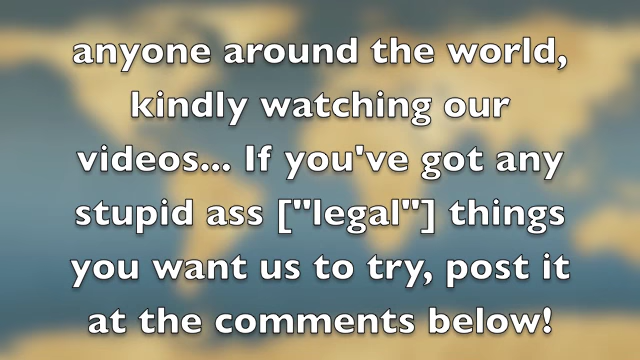 anyone around the world,
kindly watching our
videos... If you've got any
stupid ass ["legal"] things
you want us to try, post it
at the comments below!